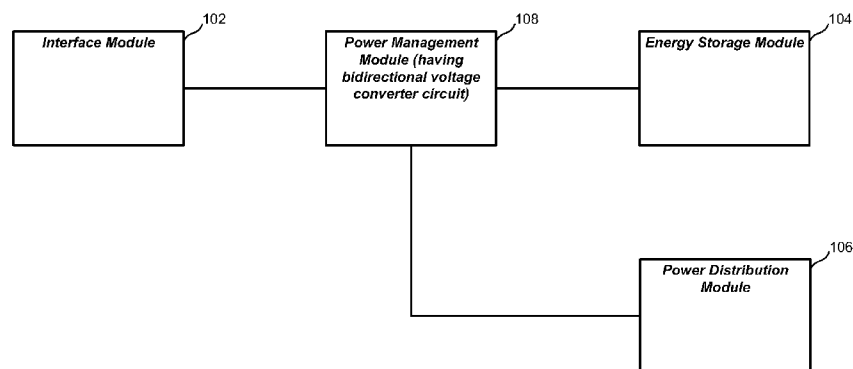 102
108
104
Interface Module
Power Management
Module (having
bidirectional voltage
converter circuit)
Energy Storage Module
106
Power Distribution
Module